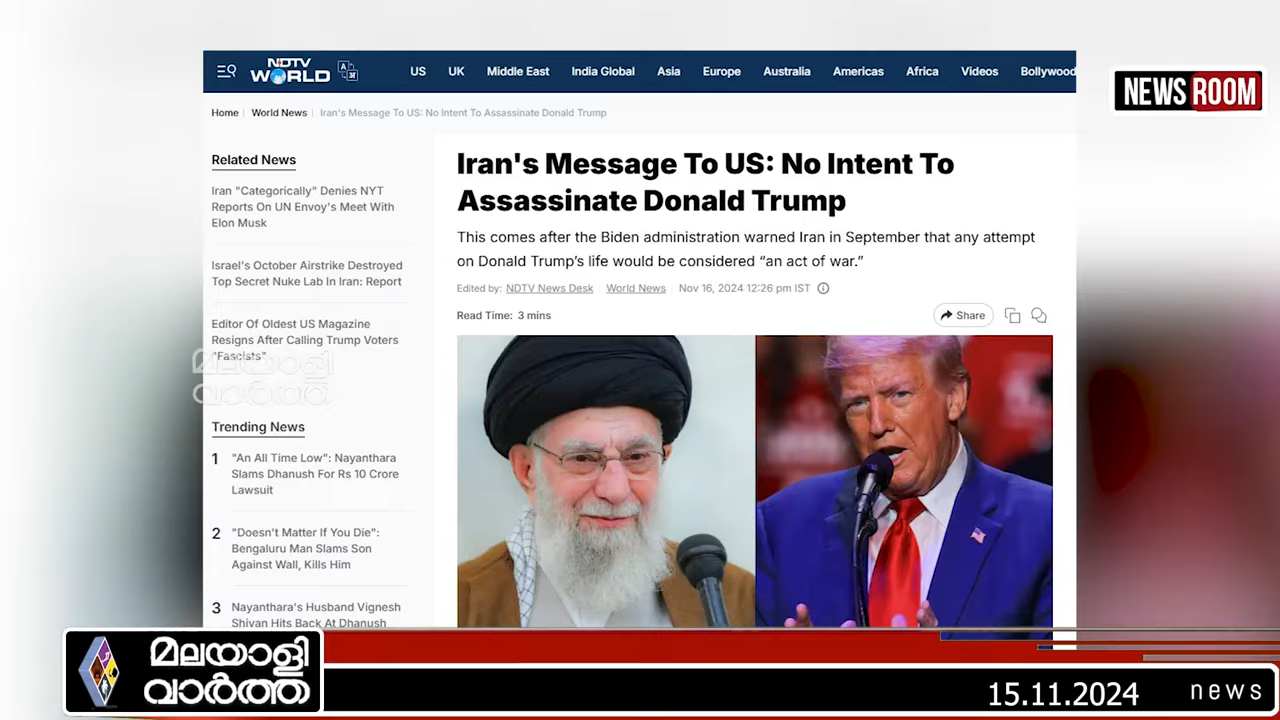 NDTV
WORLD
US UK Middle East India Global Asia Europe Australia Americas Africa Videos Bollywood
NEWS ROOM
Home World News Iran's Message To US: No Intent To Assassinate Donald Trump
Related News
Iran "Categorically" Denies NYT
Reports On UN Envoy's Meet With
Elon Musk
Israel's October Airstrike Destroyed
Top Secret Nuke Lab In Iran: Report
Editor Of Oldest US Magazine
Resigns After Calling Trump Voters
"Fascists"
മലയാളി
വാർത്ത
Trending News
1 "An All Time Low": Nayanthara
Slams Dhanush For Rs 10 Crore
Lawsuit
2 "Doesn't Matter If You Die":
Bengaluru Man Slams Son
Against Wall, Kills Him
3 Nayanthara's Husband Vignesh
Shivan Hits Back At Dhanush
Iran's Message To US: No Intent To
Assassinate Donald Trump
This comes after the Biden administration warned Iran in September that any attempt
on Donald Trump's life would be considered “an act of war.”
Edited by: NDTV News Desk World News Nov 16, 2024 12:26 pm IST
Read Time: 3 mins
Share
മലയാളി
വാർത്ത
15.11.2024
news